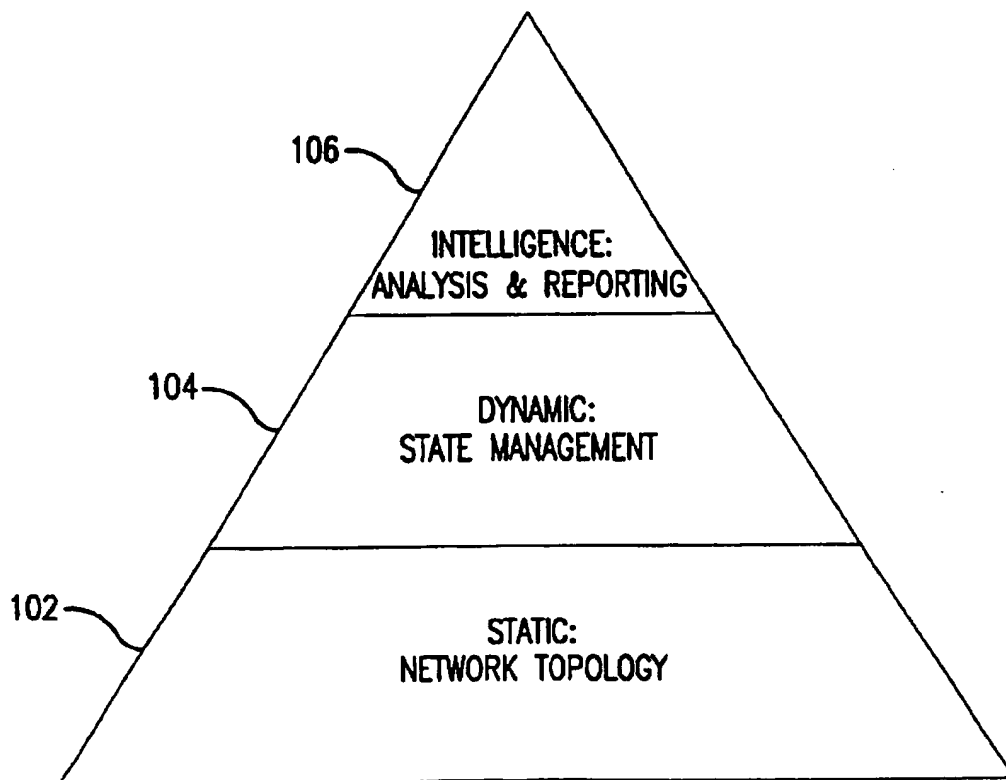 106
INTELLIGENCE:
ANALYSIS & REPORTING
104
DYNAMIC:
STATE MANAGEMENT
102
STATIC:
NETWORK TOPOLOGY